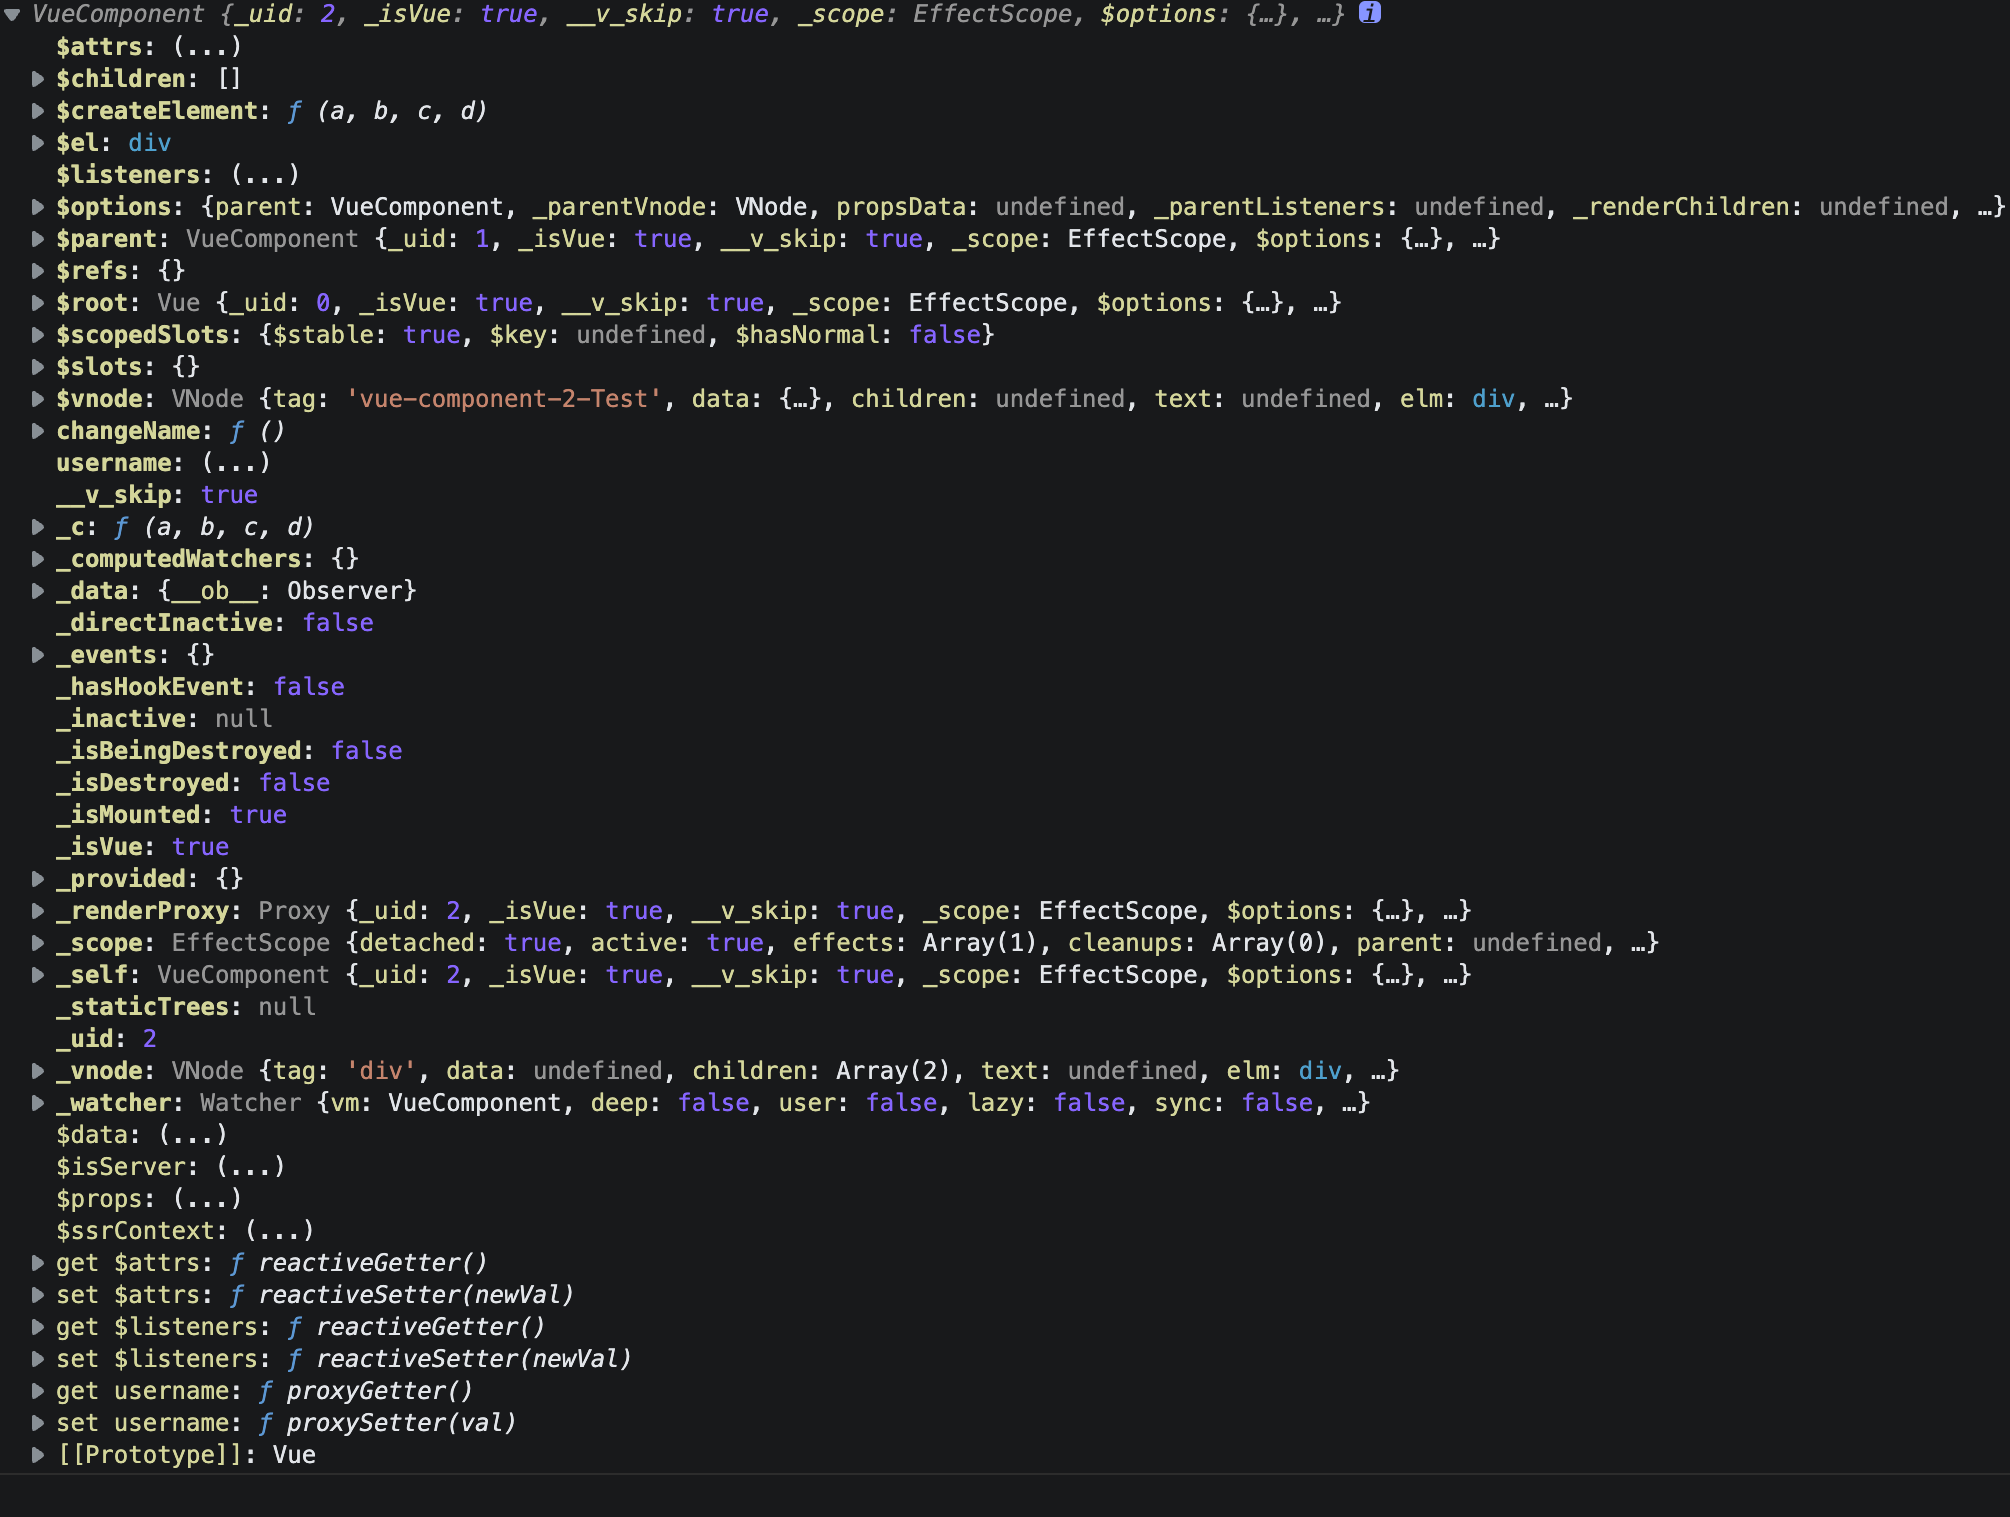 VueComponent {_uid: 2, _isVue: true, __v_skip: true, _scope: EffectScope, $options: {…}, …} i
$attrs: (...)
$children: []
$createElement: ƒ (a, b, c, d)
$el: div
$listeners: (...)
$options: {parent: VueComponent, _parentVnode: VNode, propsData: undefined, _parentListeners: undefined, _renderChildren: undefined, …}
$parent: VueComponent {_uid: 1, _isVue: true, __v_skip: true, _scope: EffectScope, $options: {…}, …}
$refs: {}
$root: Vue {_uid: 0, _isVue: true, __v_skip: true, _scope: EffectScope, $options: {…}, …}
$scopedSlots: {$stable: true, $key: undefined, $hasNormal: false}
$slots: {}
$vnode: VNode {tag: 'vue-component-2-Test', data: {…}, children: undefined, text: undefined, elm: div, …}
changeName: ƒ ()
username: (...)
__v_skip: true
_c: ƒ (a, b, c, d)
_computedWatchers: {}
_data: {__ob__: Observer}
_directInactive: false
_events: {}
_hasHookEvent: false
_inactive: null
_isBeingDestroyed: false
_isDestroyed: false
_isMounted: true
_isVue: true
_provided: {}
_renderProxy: Proxy {_uid: 2, _isVue: true, __v_skip: true, _scope: EffectScope, $options: {…}, …}
_scope: EffectScope {detached: true, active: true, effects: Array(1), cleanups: Array(0), parent: undefined, …}
_self: VueComponent {_uid: 2, _isVue: true, __v_skip: true, _scope: EffectScope, $options: {…}, …}
_staticTrees: null
_uid: 2
_vnode: VNode {tag: 'div', data: undefined, children: Array(2), text: undefined, elm: div, …}
_watcher: Watcher {vm: VueComponent, deep: false, user: false, lazy: false, sync: false, …}
$data: (...)
$isServer: (...)
$props: (...)
$ssrContext: (...)
get $attrs: ƒ reactiveGetter()
set $attrs: ƒ reactiveSetter(newVal)
get $listeners: ƒ reactiveGetter()
set $listeners: ƒ reactiveSetter(newVal)
get username: ƒ proxyGetter()
set username: ƒ proxySetter(val)
[[Prototype]]: Vue